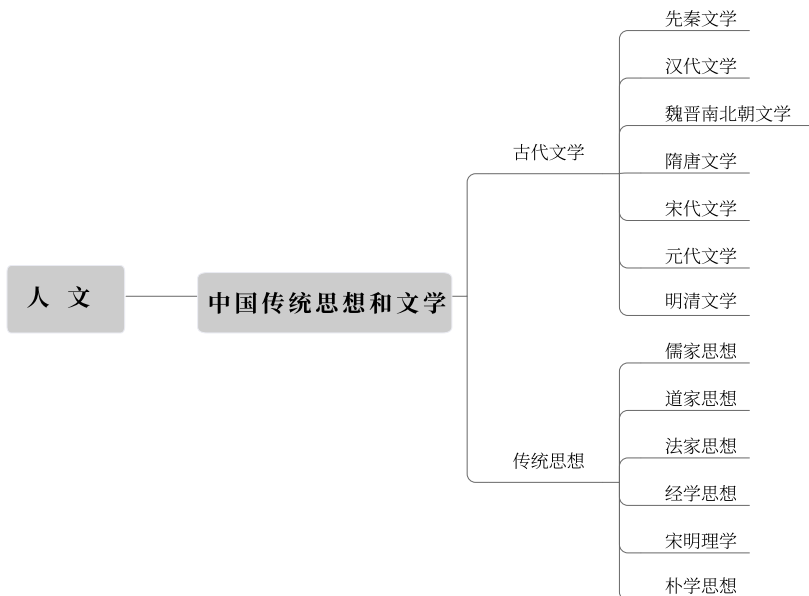 人 文
中国传统思想和文学
古代文学
先秦文学
汉代文学
魏晋南北朝文学
隋唐文学
宋代文学
元代文学
明清文学
传统思想
儒家思想
道家思想
法家思想
经学思想
宋明理学
朴学思想